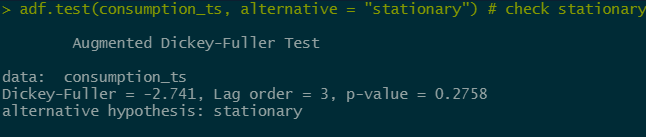 > adf.test(consumption_ts, alternative = "stationary") # check stationary
Augmented Dickey-Fuller Test
data:  consumption_ts
Dickey-Fuller = -2.741, Lag order = 3, p-value = 0.2758
alternative hypothesis: stationary